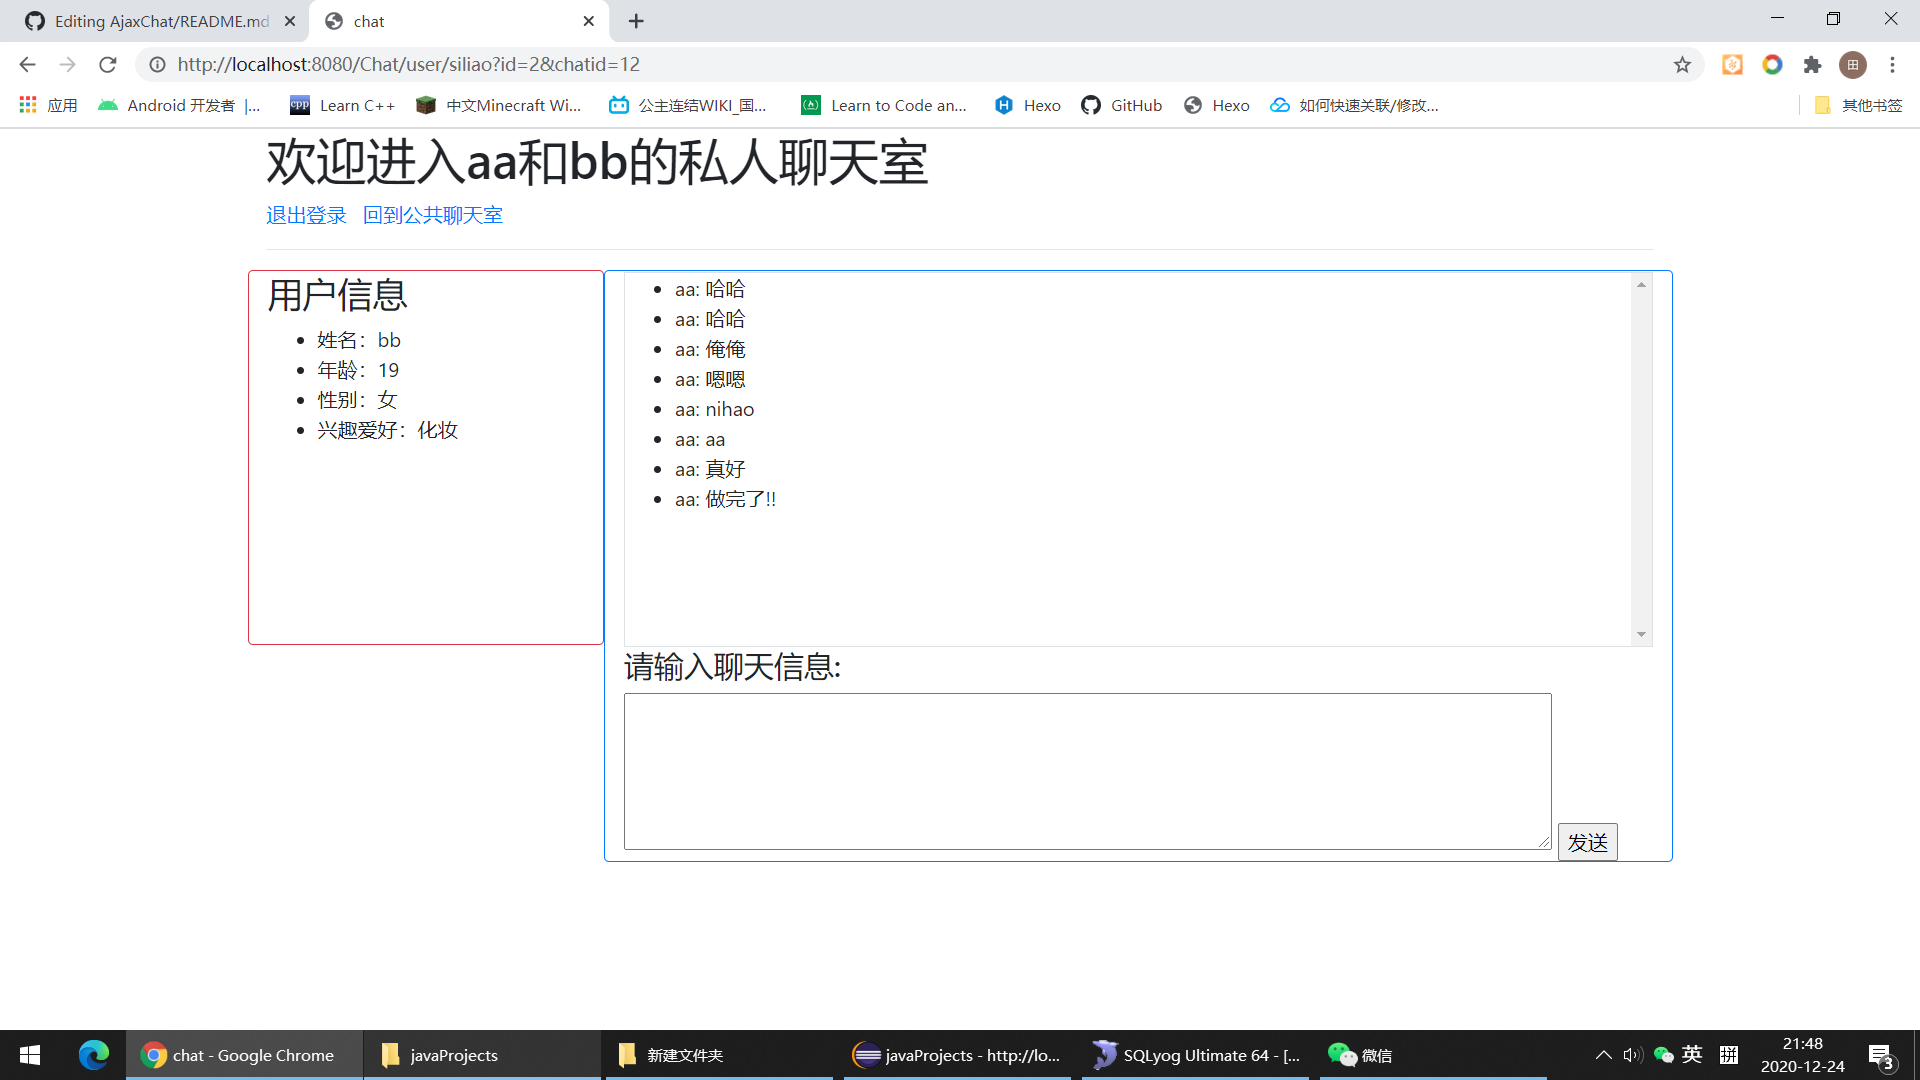 Editing AjaxChat/README.md
chat
http://localhost:8080/Chat/user/siliao?id=2&chatid=12
田
应用
Android 开发者 |...
cpp
Learn C++
中文Minecraft Wi...
公主连结WIKI_国...
Learn to Code an...
Hexo
GitHub
Hexo
如何快速关联/修改...
其他书签
欢迎进入aa和bb的私人聊天室
退出登录 回到公共聊天室
用户信息
姓名：bb
年龄：19
性别：女
兴趣爱好：化妆
aa: 哈哈
aa: 哈哈
aa: 俺俺
aa: 嗯嗯
aa: nihao
aa: aa
aa: 真好
aa: 做完了!!
请输入聊天信息:
发送
chat - Google Chrome
javaProjects
新建文件夹
javaProjects - http://lo...
SQLyog Ultimate 64 - [...
微信
英
拼
21:48
2020-12-24
3